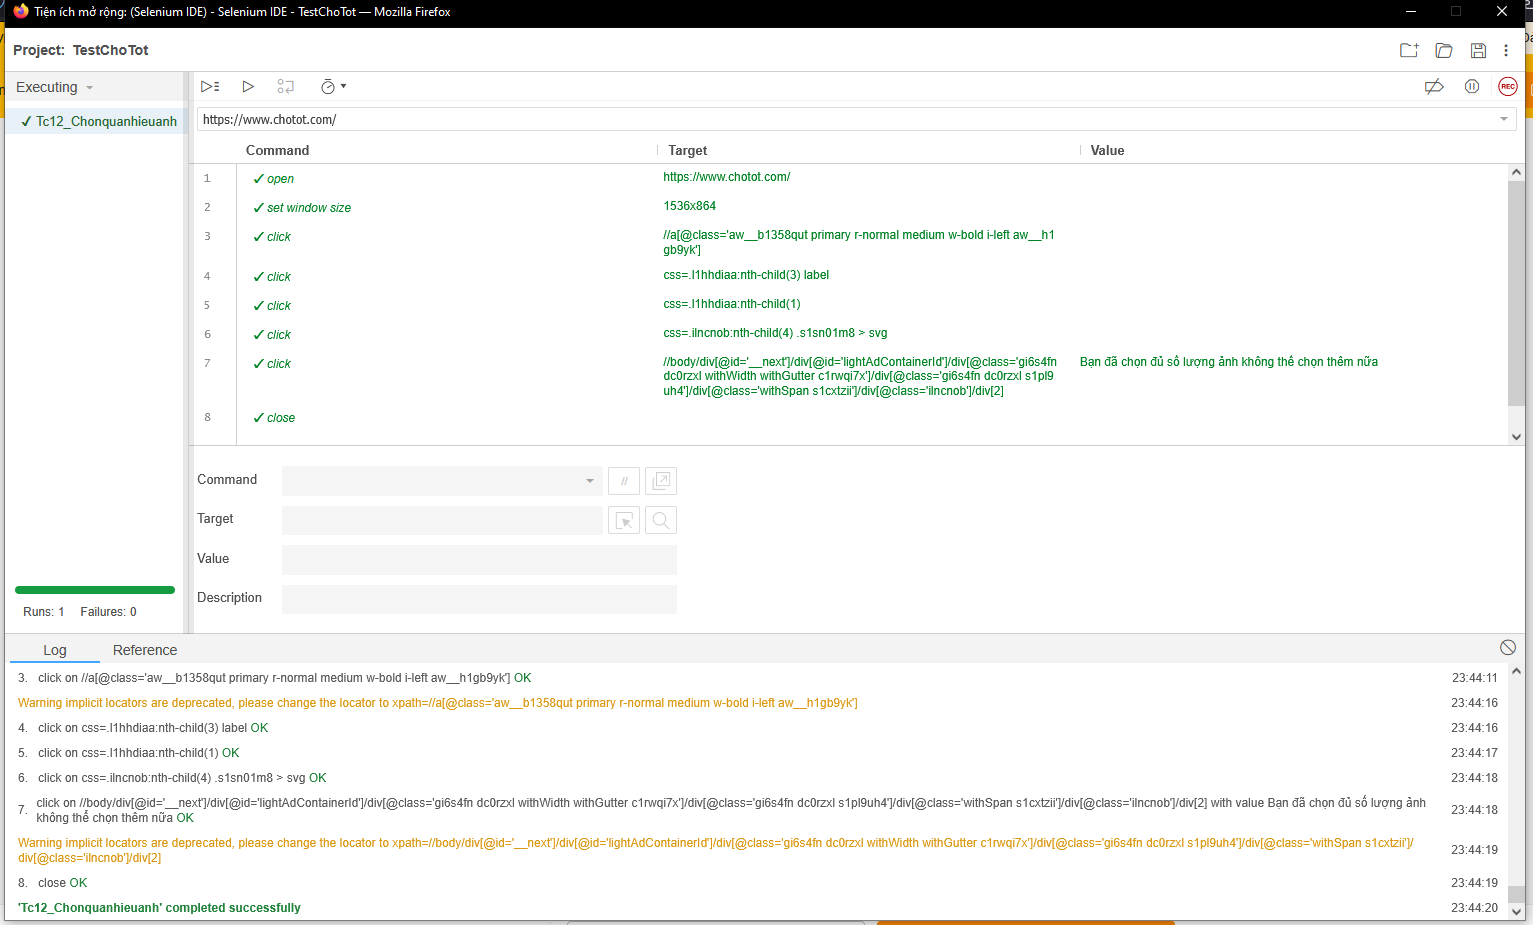 Tiện ích mở rộng: (Selenium IDE) - Selenium IDE - TestChoTot — Mozilla Firefox
Project: TestChoTot
Executing
✓ Tc12_Chonquanhieuanh
REC
https://www.chotot.com/
Command Target Value
1 ✓ open https://www.chotot.com/
2 ✓ set window size 1536x864
3 ✓ click //a[@class='aw__b1358qut primary r-normal medium w-bold i-left aw__h1
gb9yk']
4 ✓ click css=.l1hhdiaa:nth-child(3) label
5 ✓ click css=.l1hhdiaa:nth-child(1)
6 ✓ click css=.ilncnob:nth-child(4) .s1sn01m8 > svg
7 ✓ click //body/div[@id='__next']/div[@id='lightAdContainerId']/div[@class='gi6s4fn Bạn đã chọn đủ số lượng ảnh không thể chọn thêm nữa
dc0rzxl withWidth withGutter c1rwqi7x']/div[@class='gi6s4fn dc0rzxl s1pl9
uh4']/div[@class='withSpan s1cxtzii']/div[@class='ilncnob']/div[2]
8 ✓ close
Command
//
Target
Value
Description
Runs: 1 Failures: 0
Log Reference
3. click on //a[@class='aw__b1358qut primary r-normal medium w-bold i-left aw__h1gb9yk'] OK 23:44:11
Warning implicit locators are deprecated, please change the locator to xpath=//a[@class='aw__b1358qut primary r-normal medium w-bold i-left aw__h1gb9yk'] 23:44:16
4. click on css=.l1hhdiaa:nth-child(3) label OK 23:44:16
5. click on css=.l1hhdiaa:nth-child(1) OK 23:44:17
6. click on css=.ilncnob:nth-child(4) .s1sn01m8 > svg OK 23:44:18
7. click on //body/div[@id='__next']/div[@id='lightAdContainerId']/div[@class='gi6s4fn dc0rzxl withWidth withGutter c1rwqi7x']/div[@class='gi6s4fn dc0rzxl s1pl9uh4']/div[@class='withSpan s1cxtzii']/div[@class='ilncnob']/div[2] with value Bạn đã chọn đủ số lượng ảnh 23:44:18
không thể chọn thêm nữa OK
Warning implicit locators are deprecated, please change the locator to xpath=//body/div[@id='__next']/div[@id='lightAdContainerId']/div[@class='gi6s4fn dc0rzxl withWidth withGutter c1rwqi7x']/div[@class='gi6s4fn dc0rzxl s1pl9uh4']/div[@class='withSpan s1cxtzii']/ 23:44:19
div[@class='ilncnob']/div[2]
8. close OK 23:44:19
'Tc12_Chonquanhieuanh' completed successfully 23:44:20